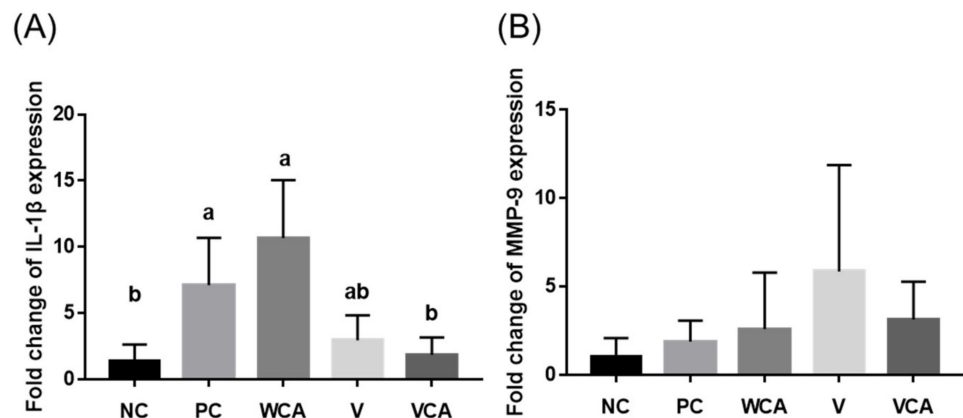 (A)
Fold change of IL-1β expression
20
15
10
5
0
b
a
a
ab
b
NC PC WCA V VCA
(B)
Fold change of MMP-9 expression
15
10
5
0
NC PC WCA V VCA